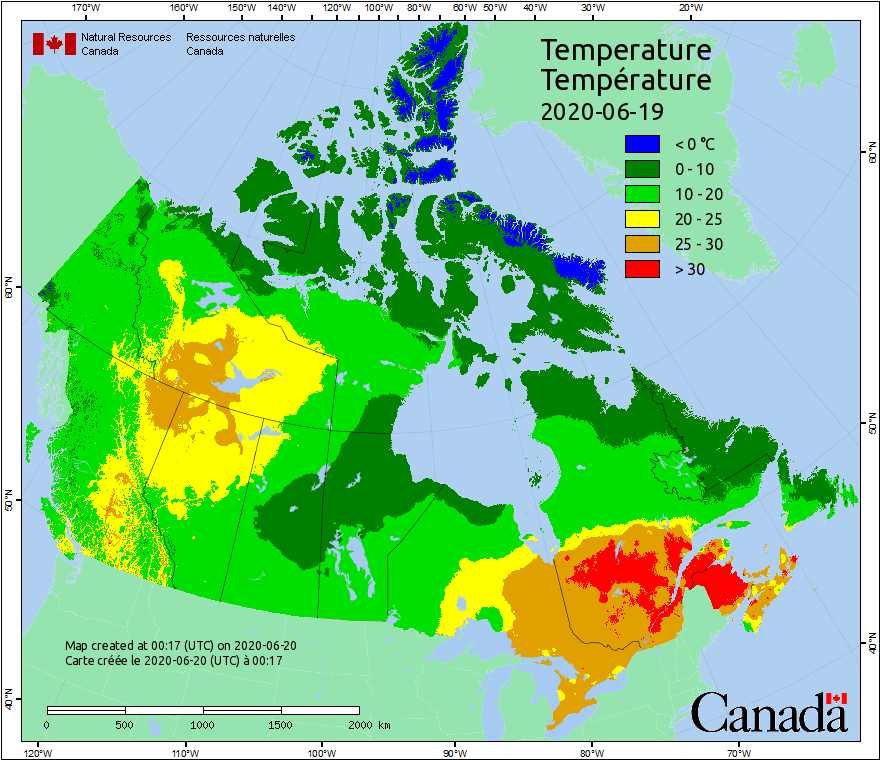 170°W 160°W 150°W 140°W 130°W 120°W 110°W 100°W 80°W 60°W 50°W 40°W 30°W 20°W
Natural Resources Ressources naturelles
Canada Canada
Temperature
Température
2020-06-19
< 0 °C
0 - 10
10 - 20
20 - 25
25 - 30
> 30
60°N
50°N
40°N
60°N
50°N
40°N
Map created at 00:17 (UTC) on 2020-06-20
Carte créée le 2020-06-20 (UTC) à 00:17
0 500 1000 1500 2000 km
Canada
120°W 110°W 100°W 90°W 80°W 70°W